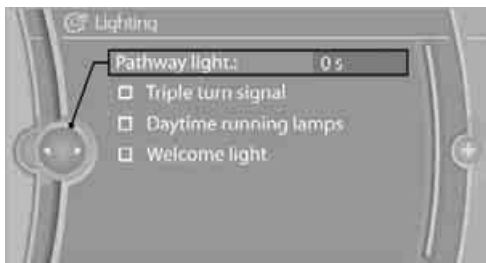 Lighting
Pathway light.: 0 s
Triple turn signal
Daytime running lamps
Welcome light